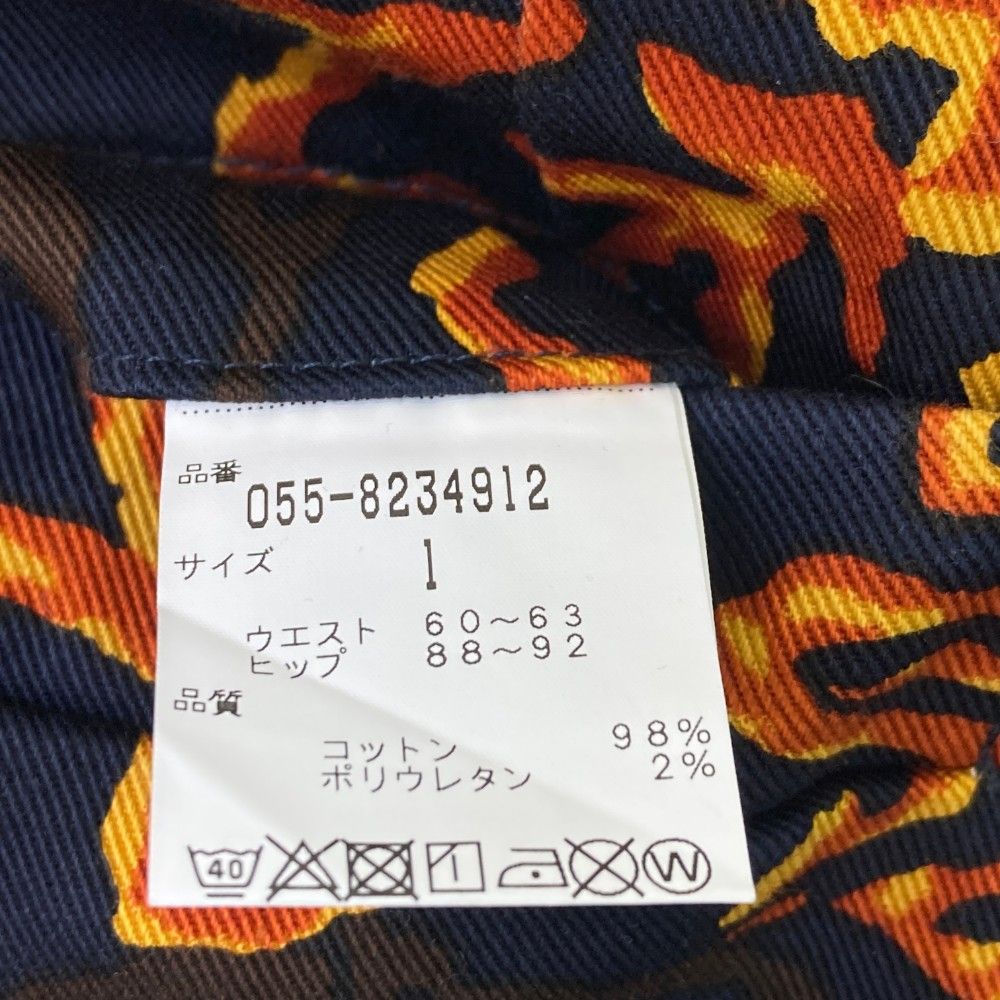 品番
055-8234912
サイズ 1
ウエスト 60～63
ヒップ 88～92
品質
コットン 98%
ポリウレタン 2%
40 W